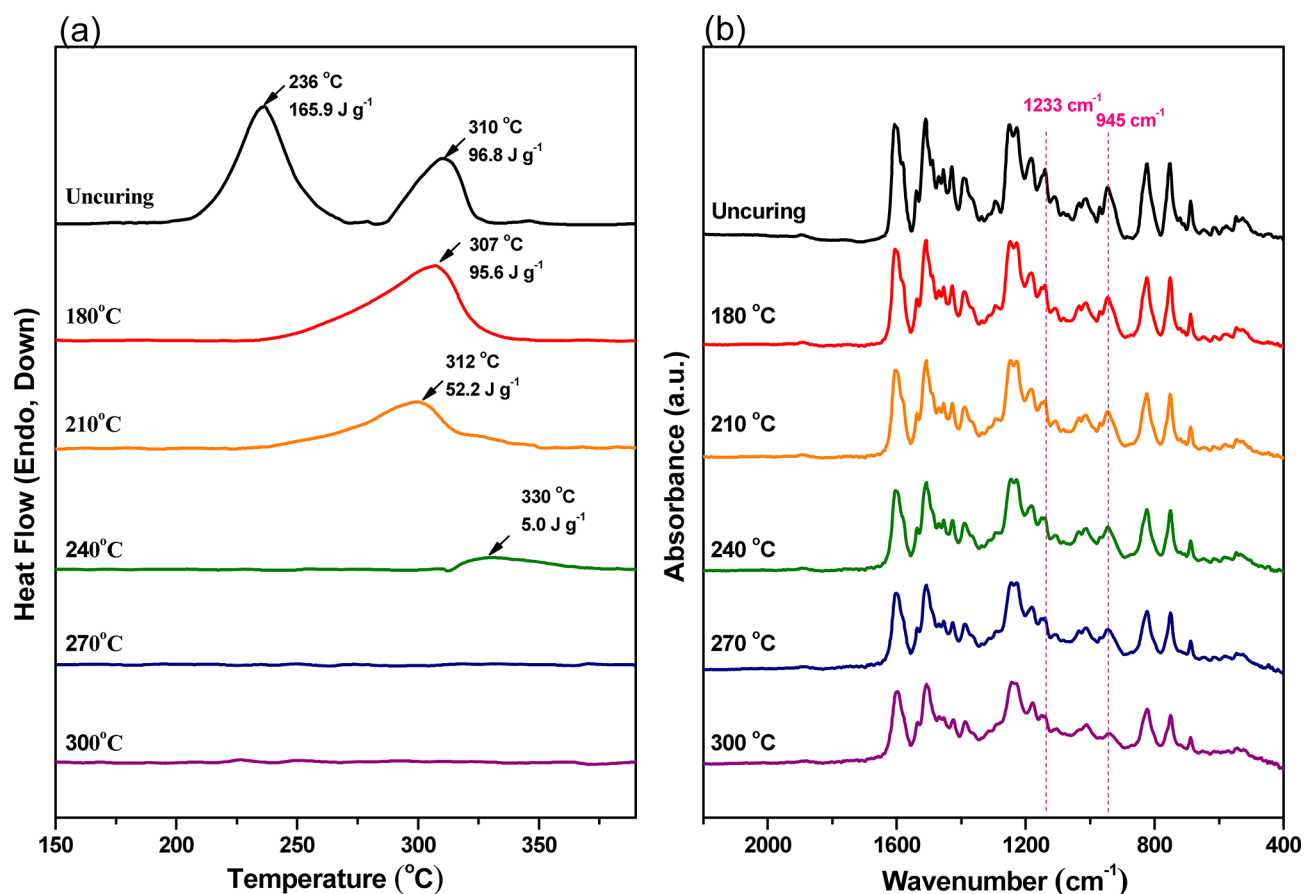 (a)
236 °C
165.9 J g⁻¹
310 °C
96.8 J g⁻¹
Uncuring
307 °C
95.6 J g⁻¹
180°C
312 °C
52.2 J g⁻¹
210°C
330 °C
5.0 J g⁻¹
240°C
270°C
300°C
150 200 250 300 350
Temperature (°C)
Heat Flow (Endo, Down)
(b)
1233 cm⁻¹
945 cm⁻¹
Uncuring
180 °C
210 °C
240 °C
270 °C
300 °C
2000 1600 1200 800 400
Wavenumber (cm⁻¹)
Absorbance (a.u.)